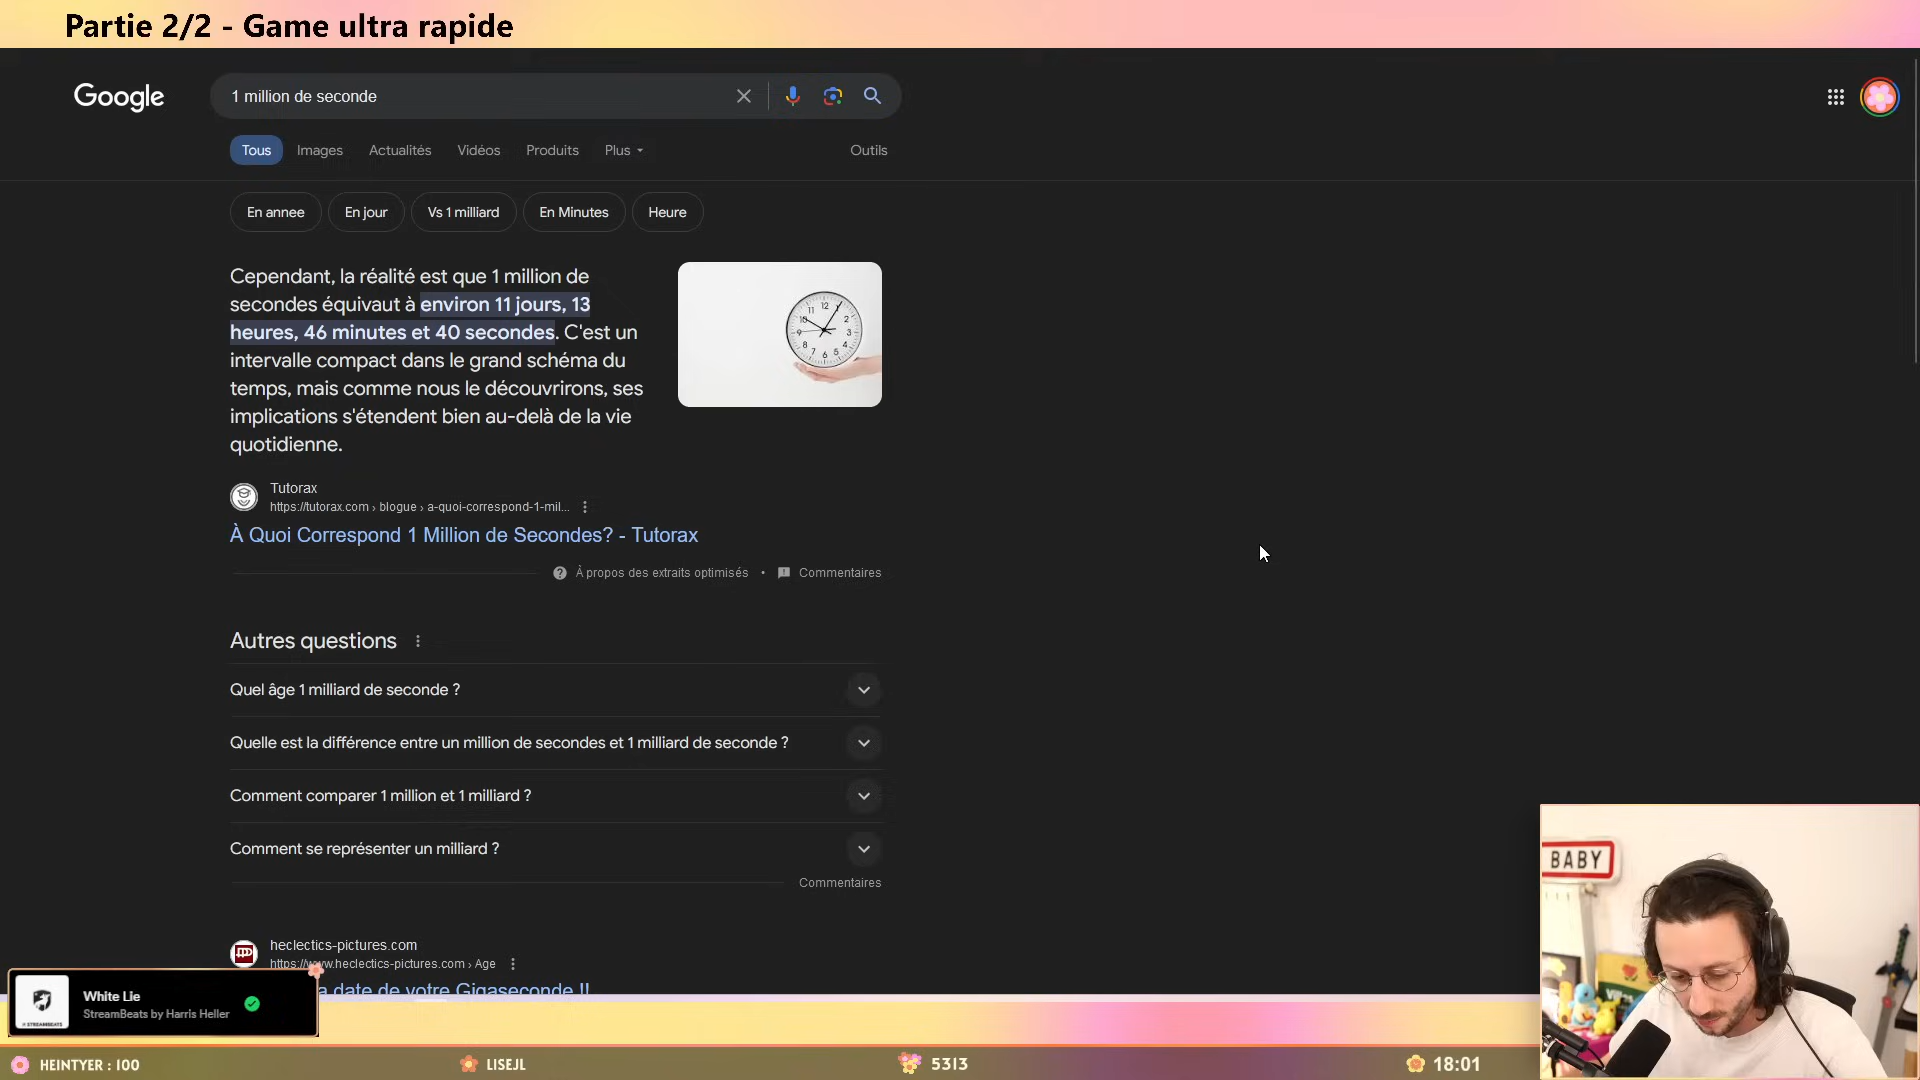 Partie 2/2 - Game ultra rapide
Google
1 million de seconde
Tous
Images
Actualités
Vidéos
Produits
Plus
Outils
En annee
En jour
Vs 1 milliard
En Minutes
Heure
Cependant, la réalité est que 1 million de
secondes équivaut à environ 11 jours, 13
heures, 46 minutes et 40 secondes. C'est un
intervalle compact dans le grand schéma du
temps, mais comme nous le découvrirons, ses
implications s'étendent bien au-delà de la vie
quotidienne.
Tutorax
https://tutorax.com › blogue › a-quoi-correspond-1-mil...
À Quoi Correspond 1 Million de Secondes? - Tutorax
À propos des extraits optimisés • Commentaires
Autres questions
Quel âge 1 milliard de seconde ?
Quelle est la différence entre un million de secondes et 1 milliard de seconde ?
Comment comparer 1 million et 1 milliard ?
Comment se représenter un milliard ?
Commentaires
heclectics-pictures.com
https://www.heclectics-pictures.com › Age
a date de votre Gigaseconde !!
White Lie
StreamBeats by Harris Heller
BABY
HEINTYER : 100
LISEJL
5313
18:01